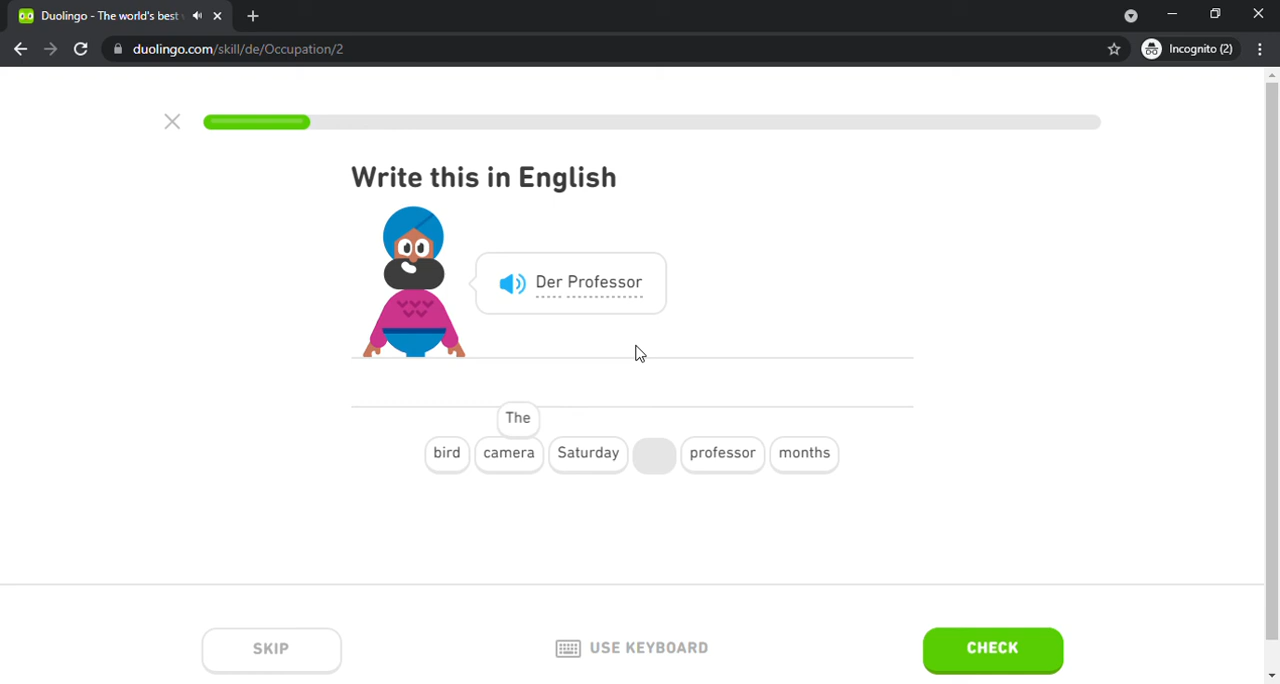 Duolingo - The world's best
duolingo.com/skill/de/Occupation/2
Incognito (2)
Write this in English
Der Professor
The
bird camera Saturday professor months
SKIP USE KEYBOARD CHECK